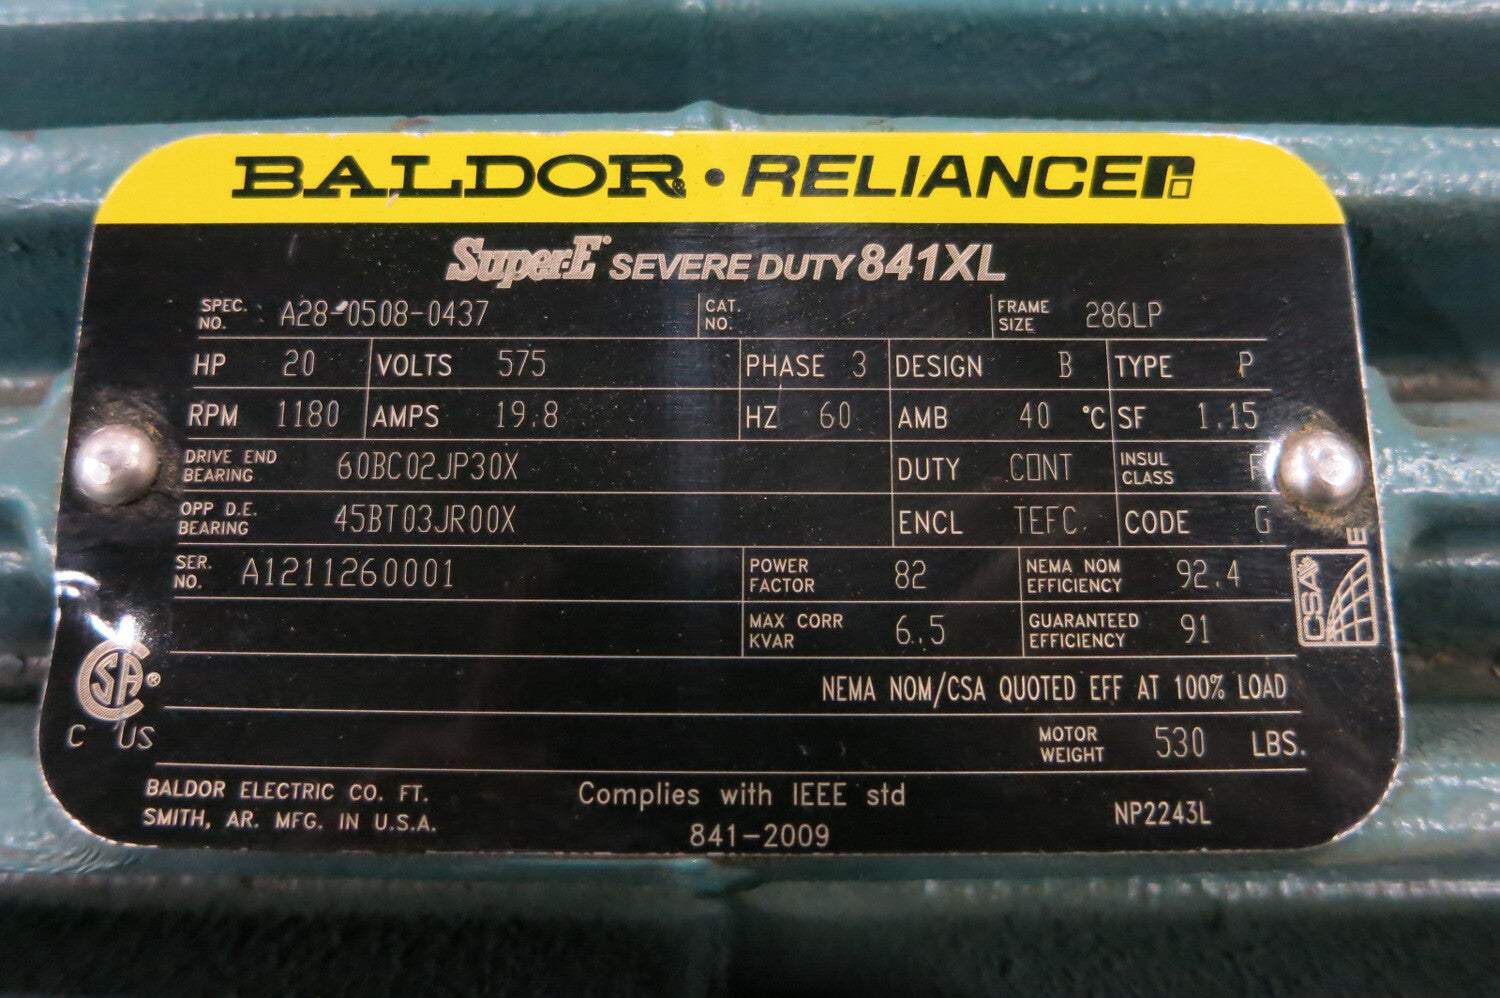 BALDOR • RELIANCE
Super-E SEVERE DUTY 841XL
SPEC. NO. A28-0508-0437 CAT. NO. FRAME SIZE 286LP
HP 20 VOLTS 575 PHASE 3 DESIGN B TYPE P
RPM 1180 AMPS 19.8 HZ 60 AMB 40 °C SF 1.15
DRIVE END BEARING 60BC02JP30X DUTY CONT INSUL CLASS
OPP D.E. BEARING 45BT03JR00X ENCL TEFC CODE G
SER. NO. A1211260001 POWER FACTOR 82 NEMA NOM EFFICIENCY 92.4
MAX CORR KVAR 6.5 GUARANTEED EFFICIENCY 91
NEMA NOM/CSA QUOTED EFF AT 100% LOAD
MOTOR WEIGHT 530 LBS.
CSA E
CSA ®
C US
BALDOR ELECTRIC CO. FT.
SMITH, AR. MFG. IN U.S.A.
Complies with IEEE std
841-2009
NP2243L